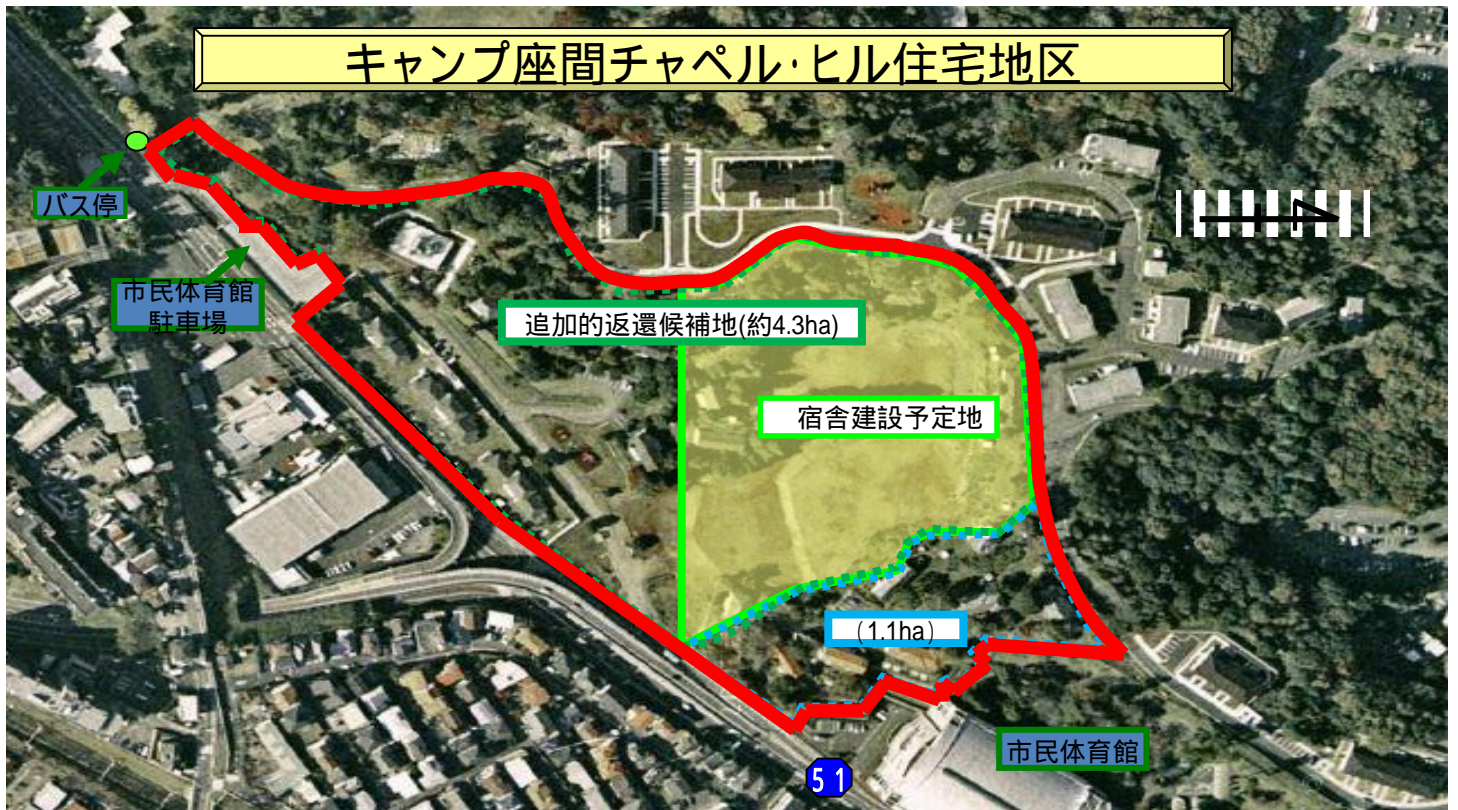 キャンプ座間チャペル・ヒル住宅地区
バス停
市民体育館
駐車場
追加的返還候補地(約4.3ha)
宿舎建設予定地
(1.1ha)
市民体育館
51